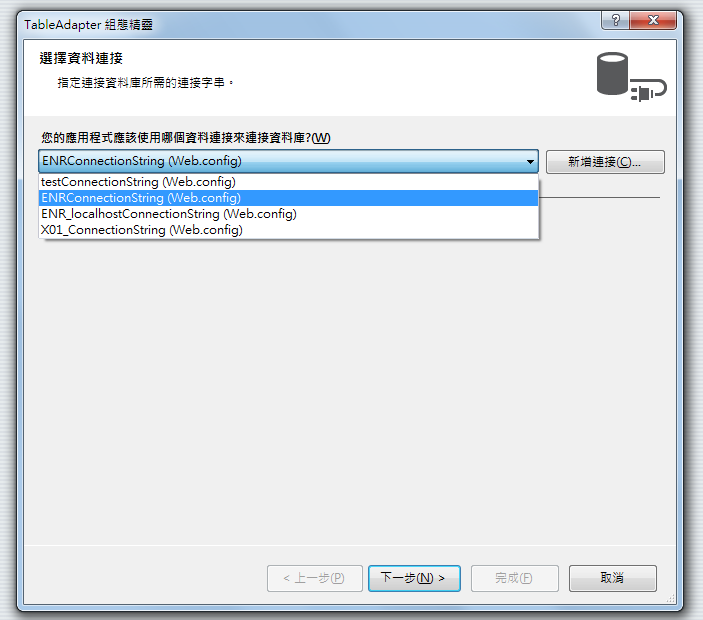 TableAdapter 組態精靈
選擇資料連接
指定連接資料庫所需的連接字串。
您的應用程式應該使用哪個資料連接來連接資料庫?(W)
ENRConnectionString (Web.config)
新增連接(C)...
testConnectionString (Web.config)
ENRConnectionString (Web.config)
ENR_localhostConnectionString (Web.config)
X01_ConnectionString (Web.config)
< 上一步(P)
下一步(N) >
完成(F)
取消